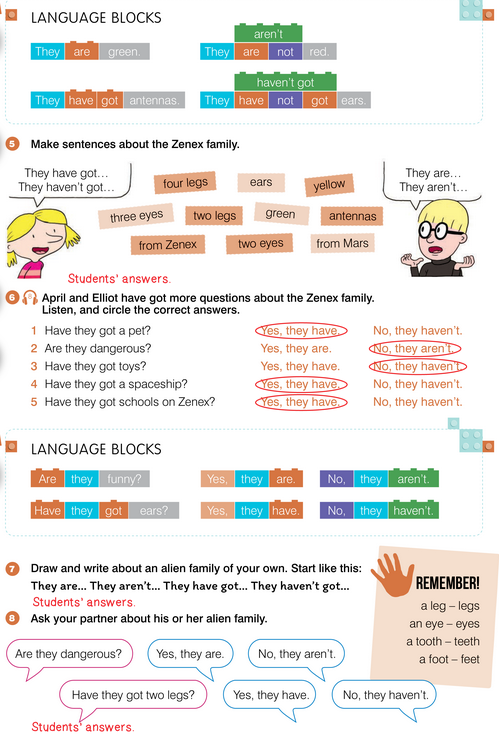 LANGUAGE BLOCKS
aren't
They are green.
They are not red.
haven't got
They have got antennas.
They have not got ears.
5 Make sentences about the Zenex family.
They have got...
They haven't got...
four legs
ears
yellow
They are...
They aren't...
three eyes
two legs
green
antennas
from Zenex
two eyes
from Mars
Students' answers.
6 April and Elliot have got more questions about the Zenex family.
Listen, and circle the correct answers.
1 Have they got a pet? Yes, they have. No, they haven't.
2 Are they dangerous? Yes, they are. No, they aren't.
3 Have they got toys? Yes, they have. No, they haven't.
4 Have they got a spaceship? Yes, they have. No, they haven't.
5 Have they got schools on Zenex? Yes, they have. No, they haven't.
LANGUAGE BLOCKS
Are they funny? Yes, they are. No, they aren't.
Have they got ears? Yes, they have. No, they haven't.
7 Draw and write about an alien family of your own. Start like this:
They are... They aren't... They have got... They haven't got...
Students' answers.
8 Ask your partner about his or her alien family.
REMEMBER!
a leg – legs
an eye – eyes
a tooth – teeth
a foot – feet
Are they dangerous?
Yes, they are.
No, they aren't.
Have they got two legs?
Yes, they have.
No, they haven't.
Students' answers.